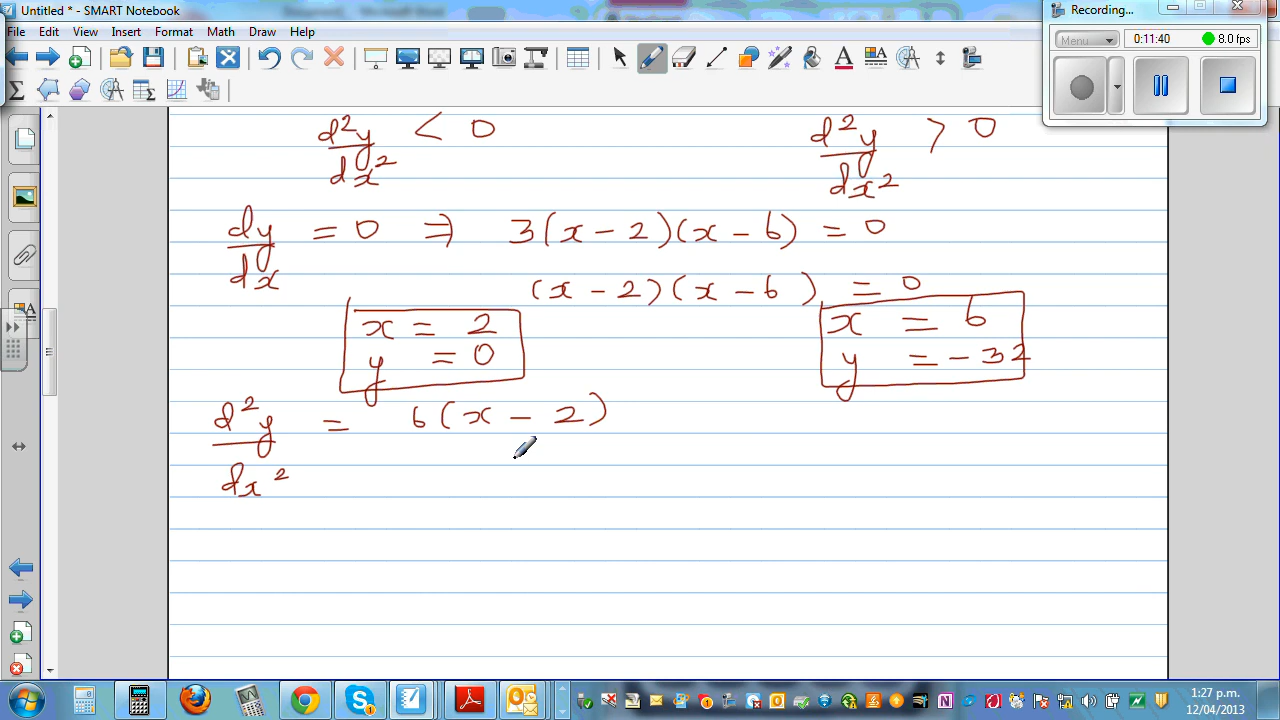 Untitled * - SMART Notebook
File Edit View Insert Format Math Draw Help
Recording...
Menu 0:11:40 8.0 fps
d²y/dx² < 0 d²y/dx² > 0
dy/dx = 0 ⇒ 3(x - 2)(x - 6) = 0
(x - 2)(x - 6) = 0
x = 2 x = 6
y = 0 y = -32
d²y/dx² = 6(x - 2)
1:27 p.m.
12/04/2013